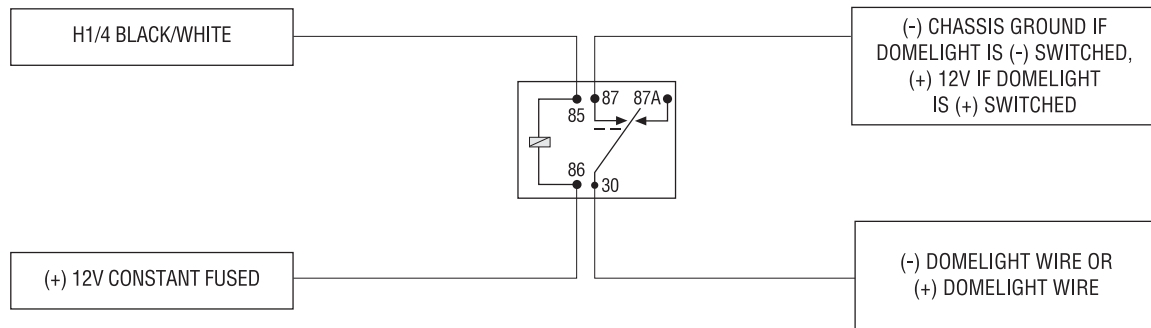 H1/4 BLACK/WHITE
(-) CHASSIS GROUND IF
DOMELIGHT IS (-) SWITCHED,
(+) 12V IF DOMELIGHT
IS (+) SWITCHED
87
87A
85
86
30
(+) 12V CONSTANT FUSED
(-) DOMELIGHT WIRE OR
(+) DOMELIGHT WIRE